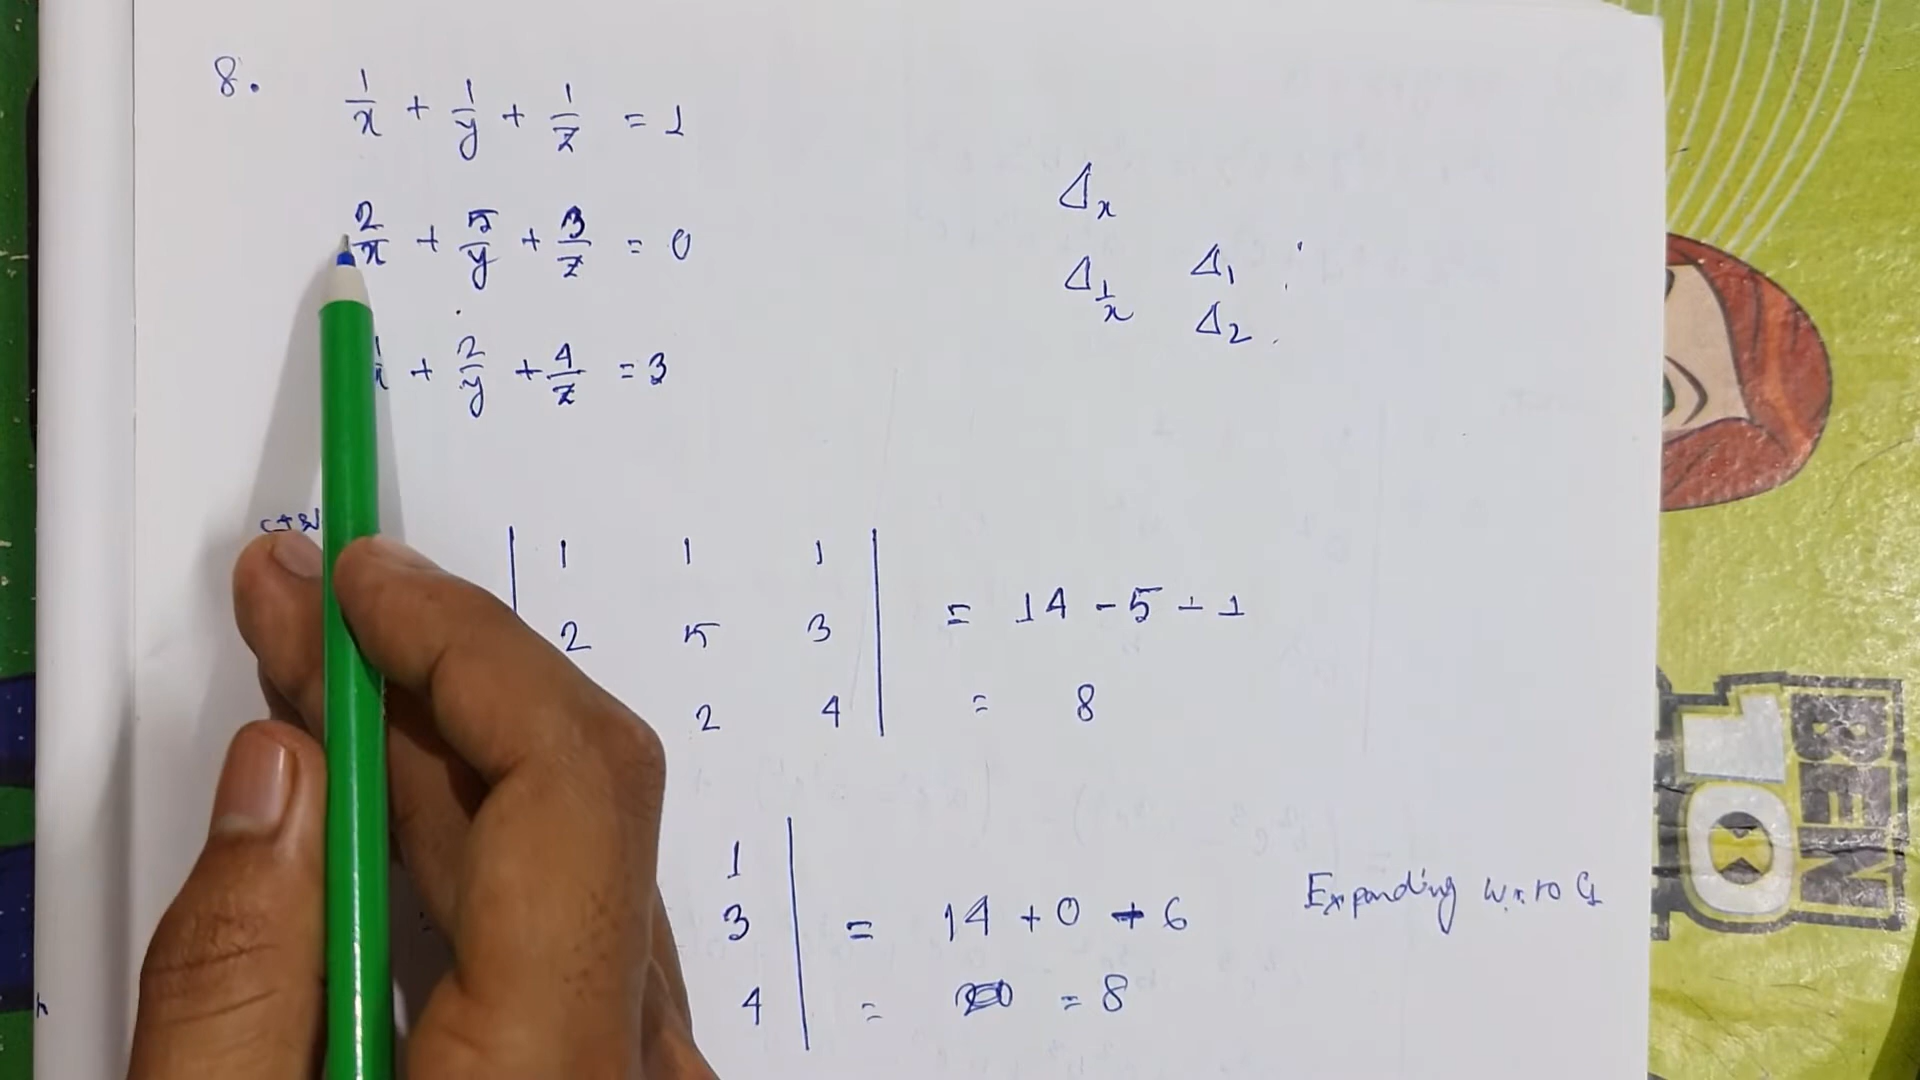 8.
1/x + 1/y + 1/z = 1
2/x + 5/y + 3/z = 0
1/x + 2/y + 4/z = 3
Δx
Δ1/x Δ1
Δ2
1 1 1
2 5 3 = 14 - 5 - 1
2 4 = 8
1
3 = 14 + 0 - 6 Expanding w.r.to C1
4 = = 8
BEN
10